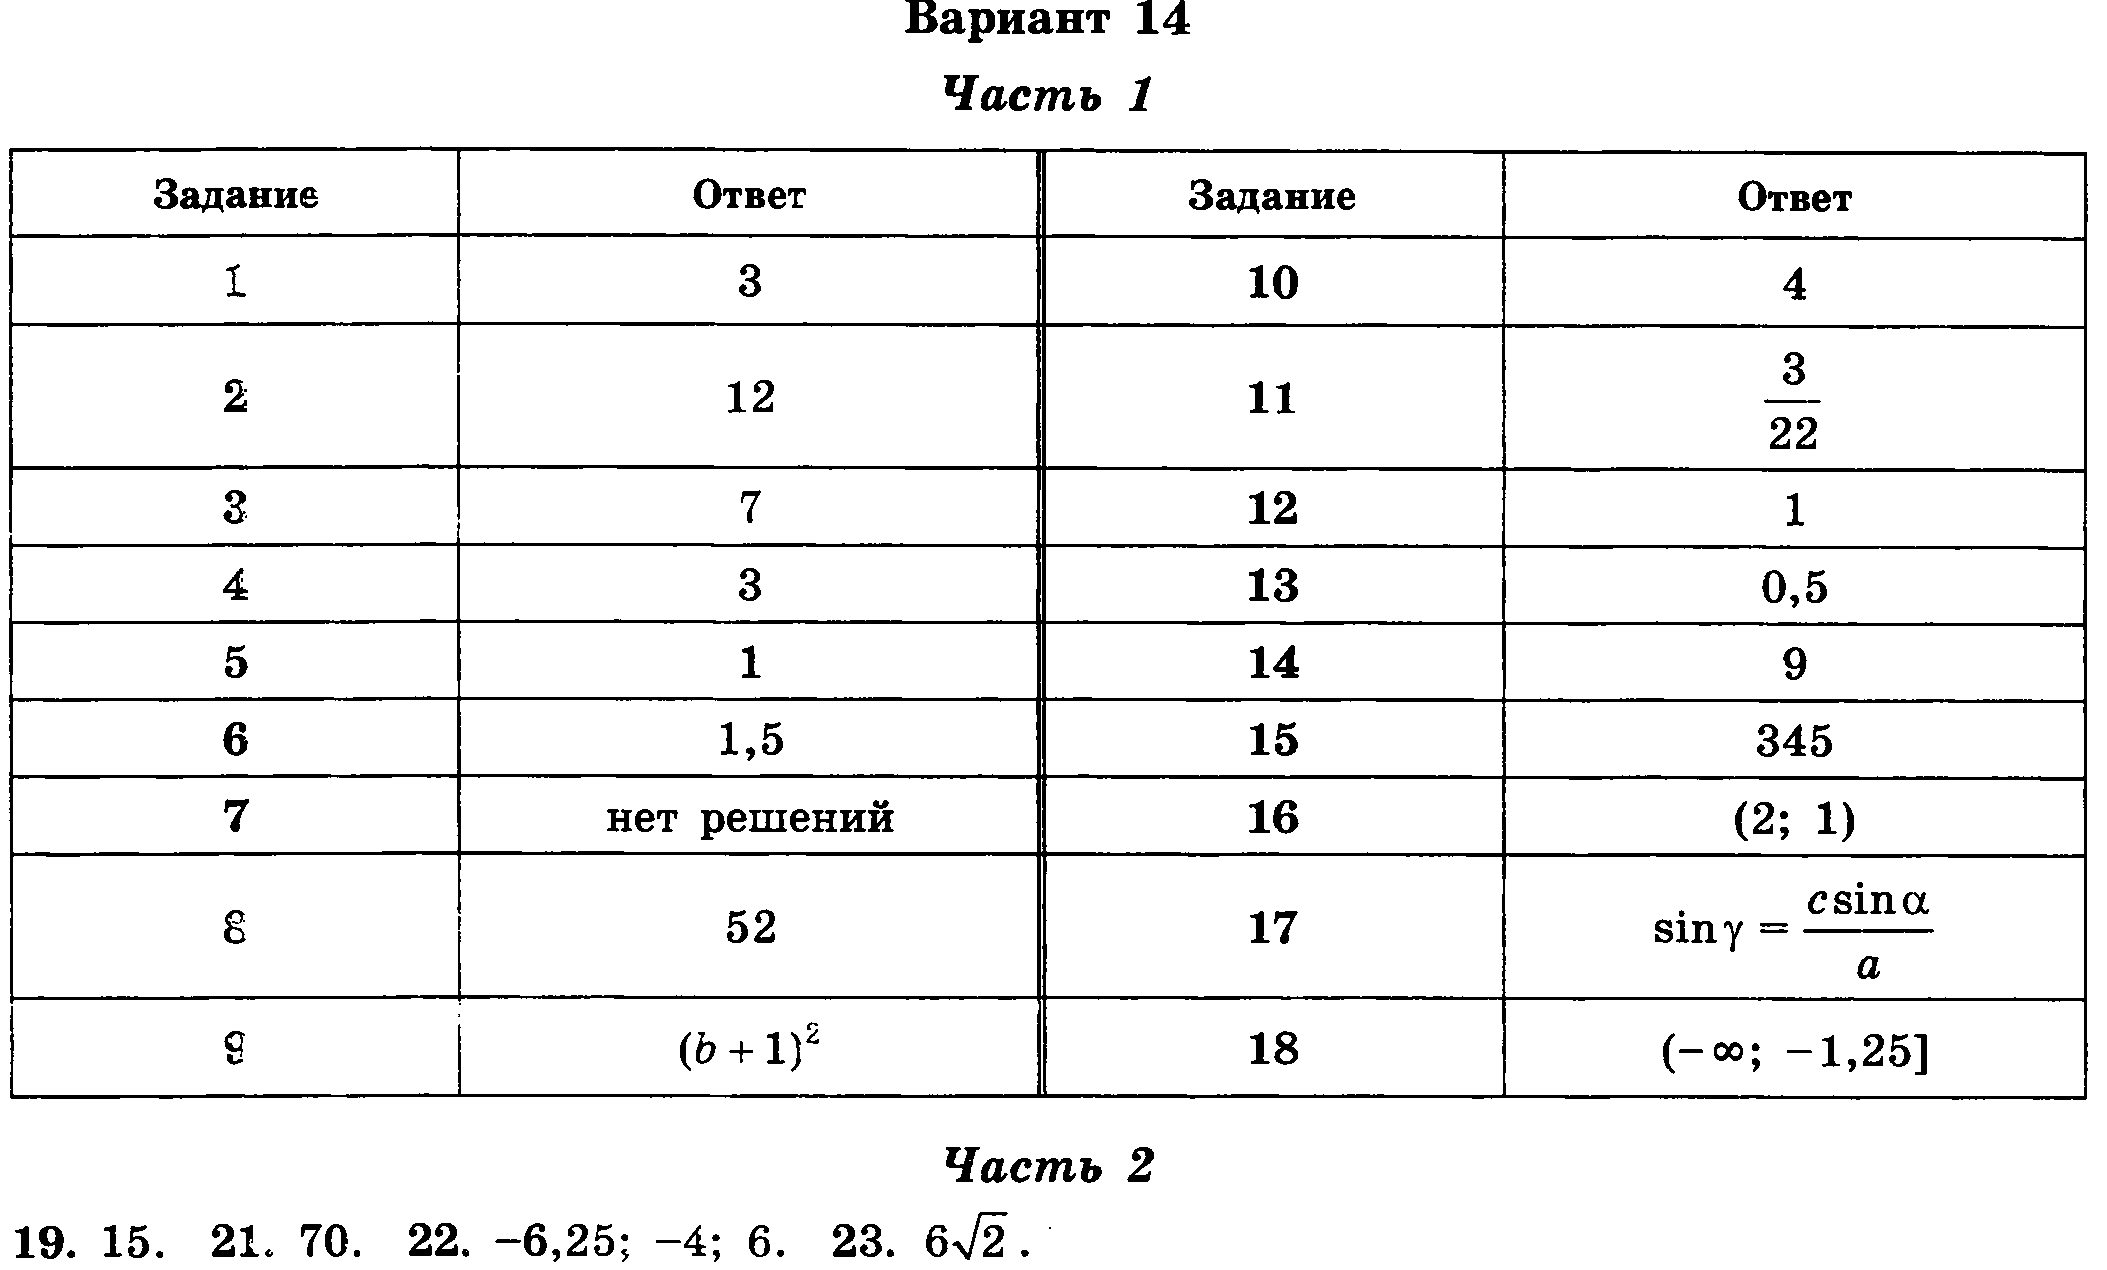 Вариант 14
Часть 1
Задание Ответ Задание Ответ
1 3 10 4
2 12 11 3/22
3 7 12 1
4 3 13 0,5
5 1 14 9
6 1,5 15 345
7 нет решений 16 (2; 1)
8 52 17 sin γ = c sin α / a
9 (b + 1)² 18 (−∞; −1,25]
Часть 2
19. 15. 21. 70. 22. −6,25; −4; 6. 23. 6√2.